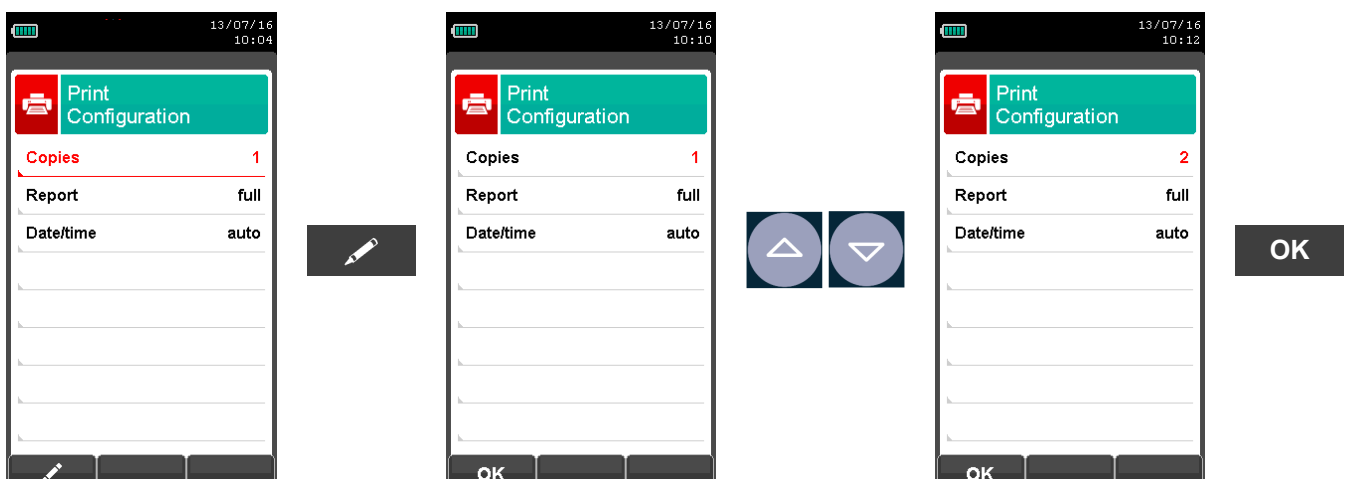 13/07/16
10:04
Print
Configuration
Copies 1
Report full
Date/time auto
13/07/16
10:10
Print
Configuration
Copies 1
Report full
Date/time auto
OK
13/07/16
10:12
Print
Configuration
Copies 2
Report full
Date/time auto
OK
OK